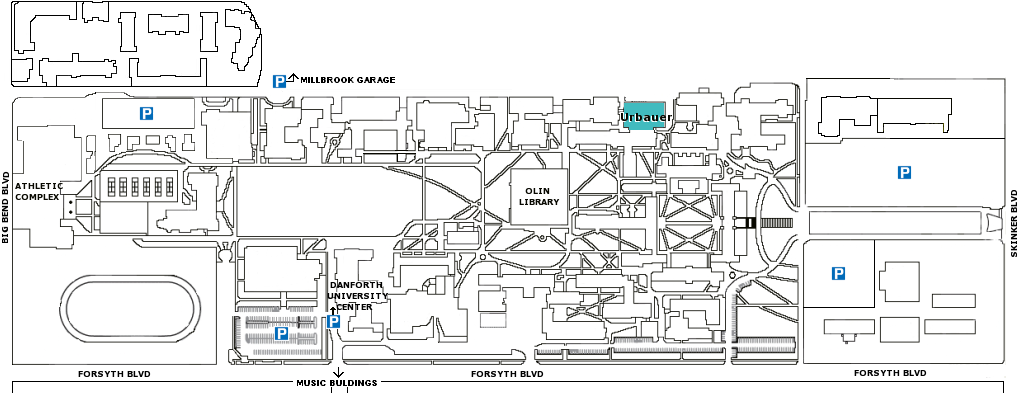 P
MILLBROOK GARAGE
P
Urbauer
P
ATHLETIC
COMPLEX
OLIN
LIBRARY
BIG BEND BLVD
SKINKER BLVD
P
DANFORTH
UNIVERSITY
CENTER
P
P
FORSYTH BLVD
FORSYTH BLVD
FORSYTH BLVD
MUSIC BULDINGS